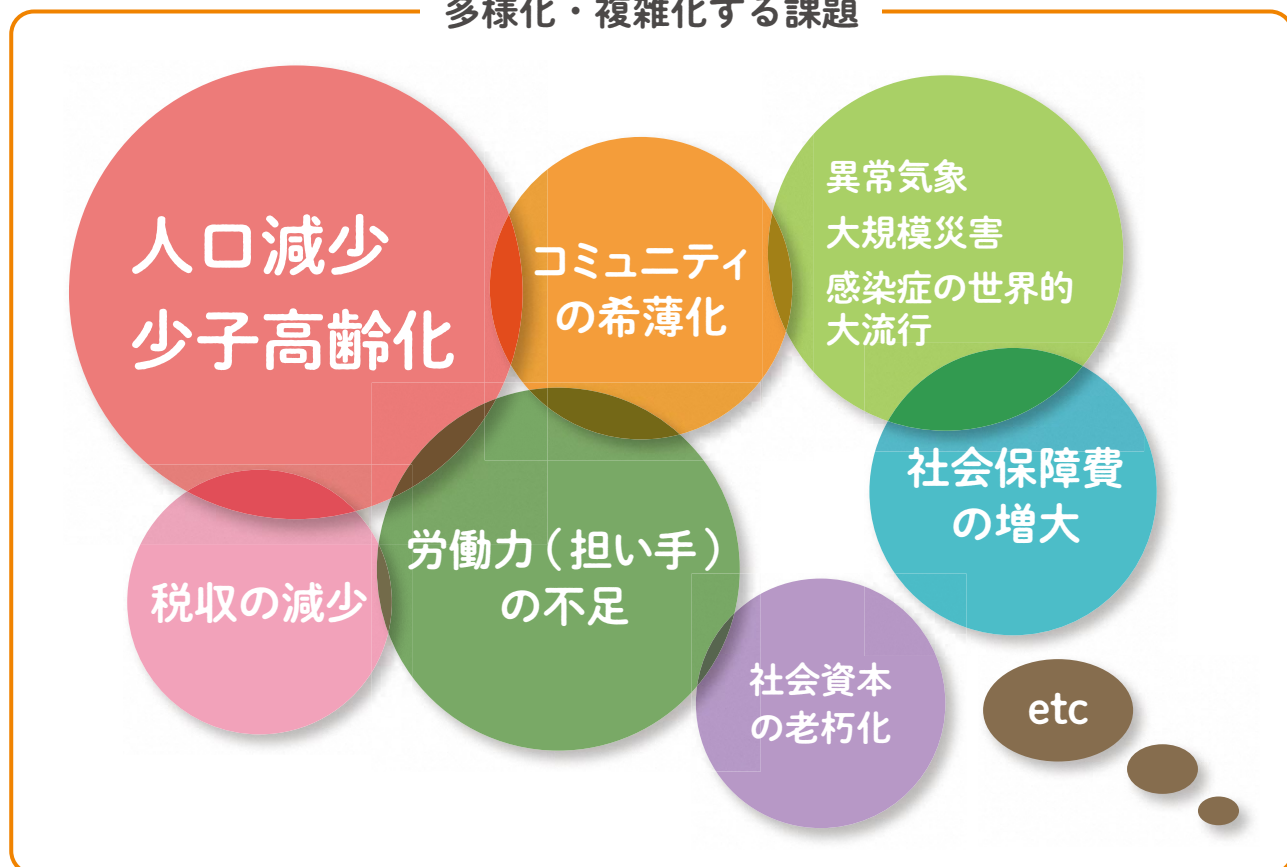 多様化・複雑化する課題
人口減少
少子高齢化
コミュニティ
の希薄化
異常気象
大規模災害
感染症の世界的
大流行
社会保障費
の増大
労働力(担い手)
の不足
税収の減少
社会資本
の老朽化
etc